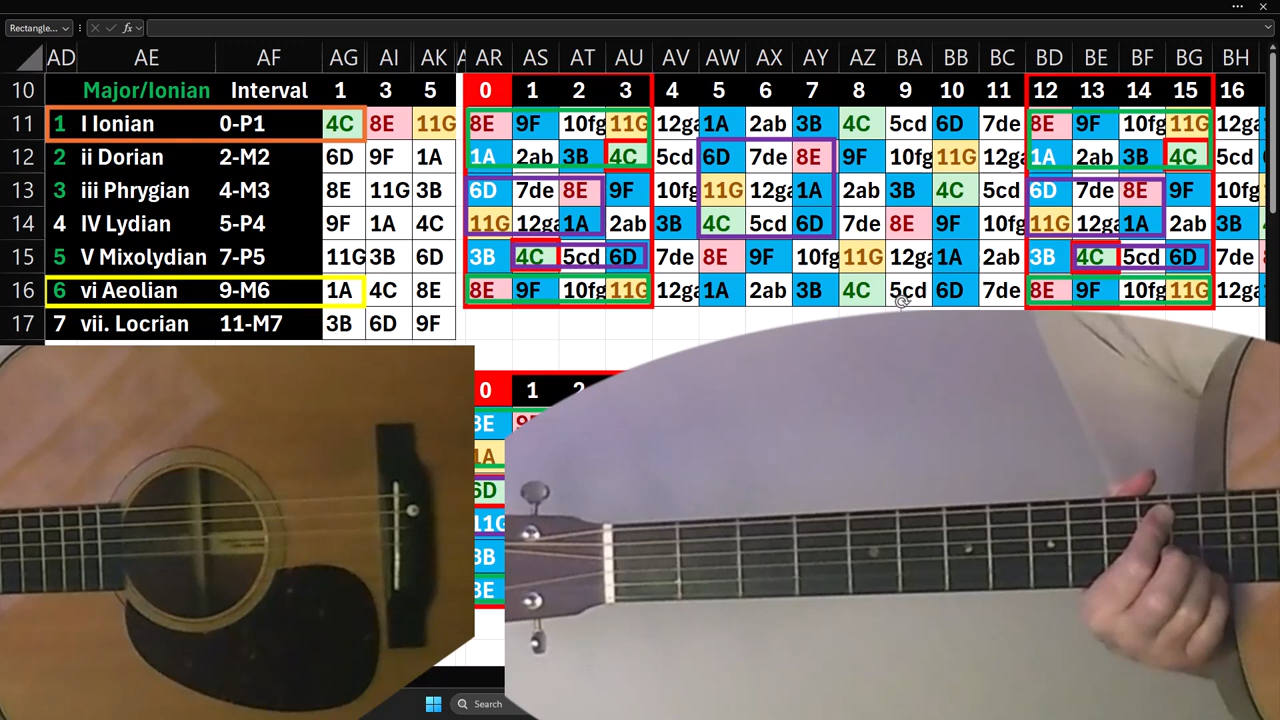 Rectangle... fx
AD AE AF AG AI AK A AR AS AT AU AV AW AX AY AZ BA BB BC BD BE BF BG BH
10 Major/Ionian Interval 1 3 5 0 1 2 3 4 5 6 7 8 9 10 11 12 13 14 15 16
11 1 I Ionian 0-P1 4C 8E 11G 8E 9F 10fg 11G 12ga 1A 2ab 3B 4C 5cd 6D 7de 8E 9F 10fg 11G 12ga
12 2 ii Dorian 2-M2 6D 9F 1A 1A 2ab 3B 4C 5cd 6D 7de 8E 9F 10fg 11G 12ga 1A 2ab 3B 4C 5cd
13 3 iii Phrygian 4-M3 8E 11G 3B 6D 7de 8E 9F 10fg 11G 12ga 1A 2ab 3B 4C 5cd 6D 7de 8E 9F 10fg
14 4 IV Lydian 5-P4 9F 1A 4C 11G 12ga 1A 2ab 3B 4C 5cd 6D 7de 8E 9F 10fg 11G 12ga 1A 2ab 3B
15 5 V Mixolydian 7-P5 11G 3B 6D 3B 4C 5cd 6D 7de 8E 9F 10fg 11G 12ga 1A 2ab 3B 4C 5cd 6D 7de
16 6 vi Aeolian 9-M6 1A 4C 8E 8E 9F 10fg 11G 12ga 1A 2ab 3B 4C 5cd 6D 7de 8E 9F 10fg 11G 12ga
17 7 vii. Locrian 11-M7 3B 6D 9F
0 1 2
1A
6D
11G
Search